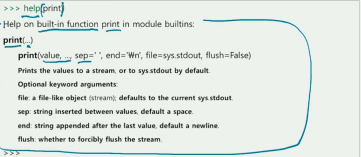 >>> help(print)
Help on built-in function print in module builtins:
print(...)
print(value, ..., sep=' ', end='₩n', file=sys.stdout, flush=False)
Prints the values to a stream, or to sys.stdout by default.
Optional keyword arguments:
file: a file-like object (stream); defaults to the current sys.stdout.
sep: string inserted between values, default a space.
end: string appended after the last value, default a newline.
flush: whether to forcibly flush the stream.
>>>